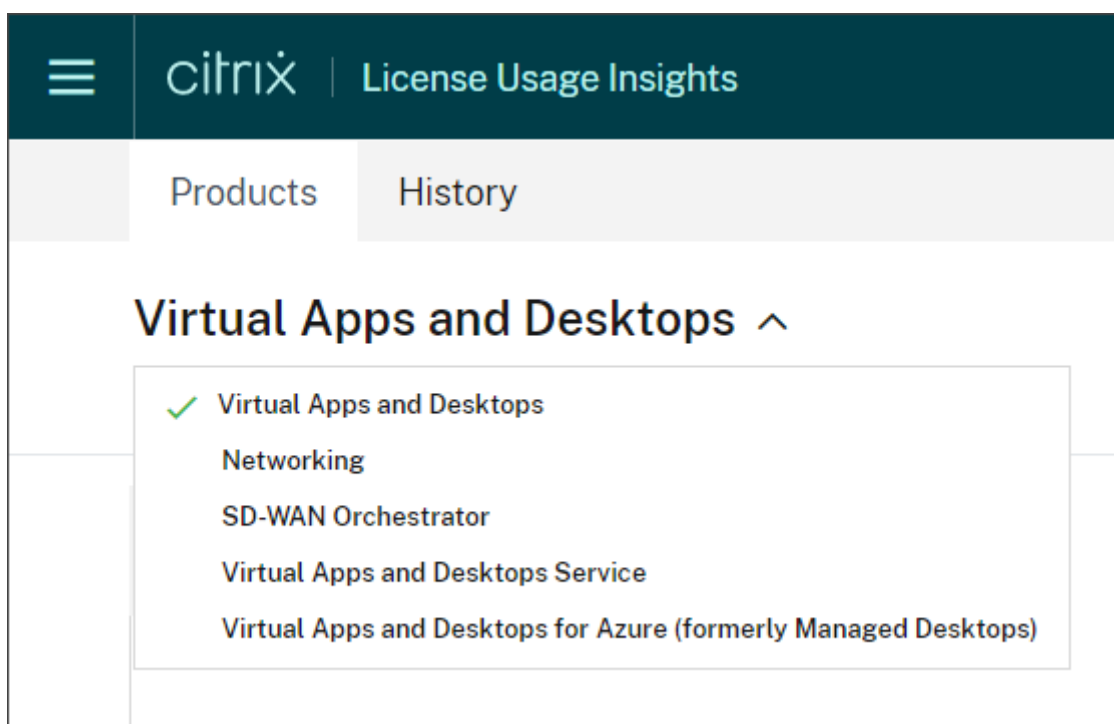 citrix License Usage Insights
Products History
Virtual Apps and Desktops
Virtual Apps and Desktops
Networking
SD-WAN Orchestrator
Virtual Apps and Desktops Service
Virtual Apps and Desktops for Azure (formerly Managed Desktops)